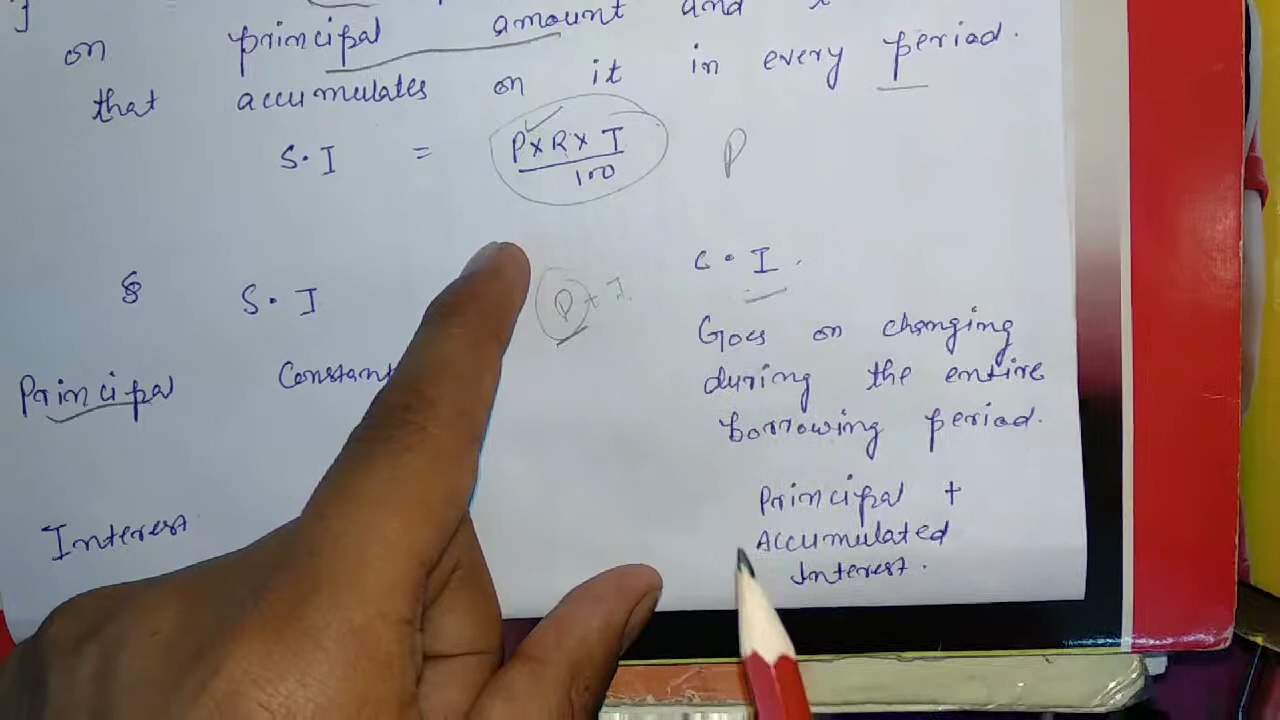 on principal amount and
that accumulates on it in every period.
S.I = P×R×T/100 P
S.I C.I.
P+I
Principal Constant Goes on changing
during the entire
borrowing period.
Interest Principal +
Accumulated
Interest.